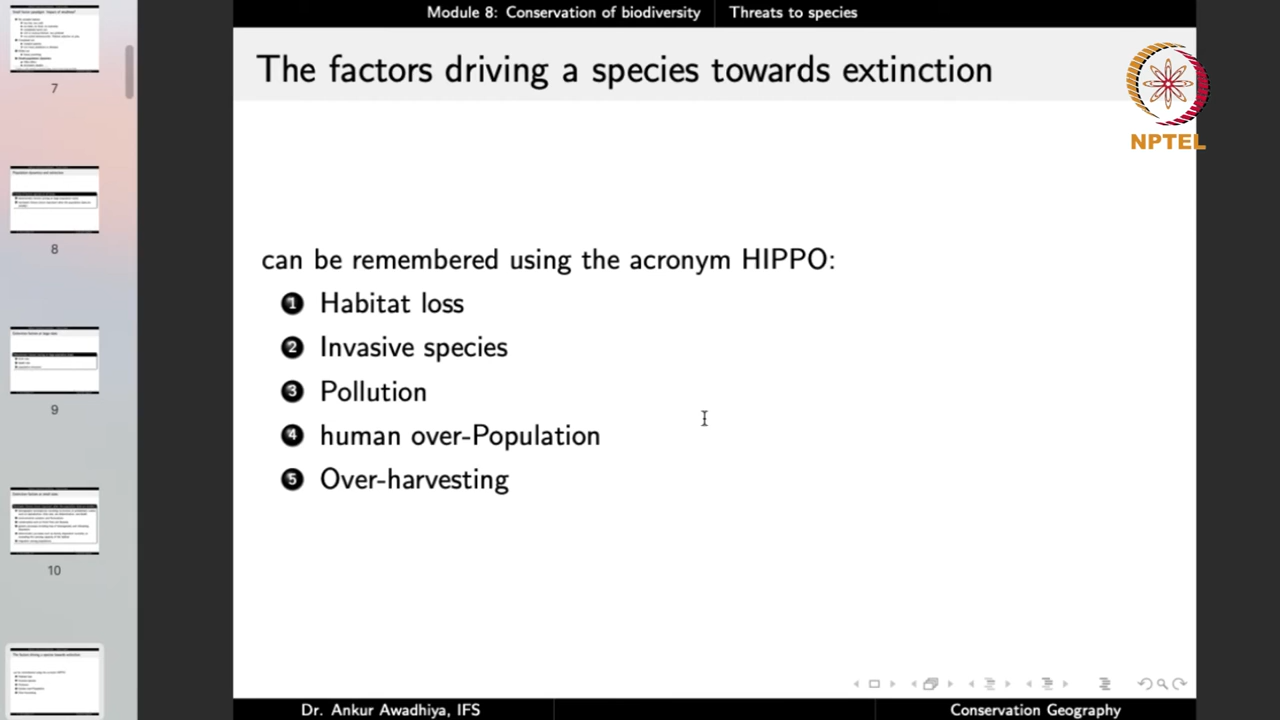 Module 8: Conservation of biodiversity Threats to species
The factors driving a species towards extinction
NPTEL
can be remembered using the acronym HIPPO:
1 Habitat loss
2 Invasive species
3 Pollution
4 human over-Population
5 Over-harvesting
Dr. Ankur Awadhiya, IFS Conservation Geography
7
8
9
10